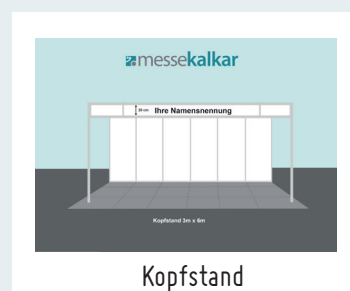 messekalkar
30 cm Ihre Namensnennung
Kopfstand 3m x 6m
Kopfstand